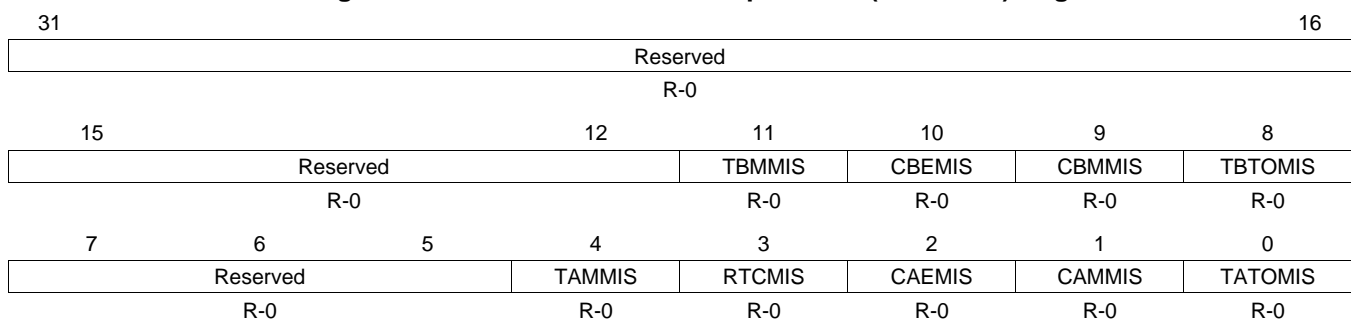 31 16
Reserved
R-0
15 12 11 10 9 8
Reserved TBMMIS CBEMIS CBMMIS TBTOMIS
R-0 R-0 R-0 R-0 R-0
7 6 5 4 3 2 1 0
Reserved TAMMIS RTCMIS CAEMIS CAMMIS TATOMIS
R-0 R-0 R-0 R-0 R-0 R-0